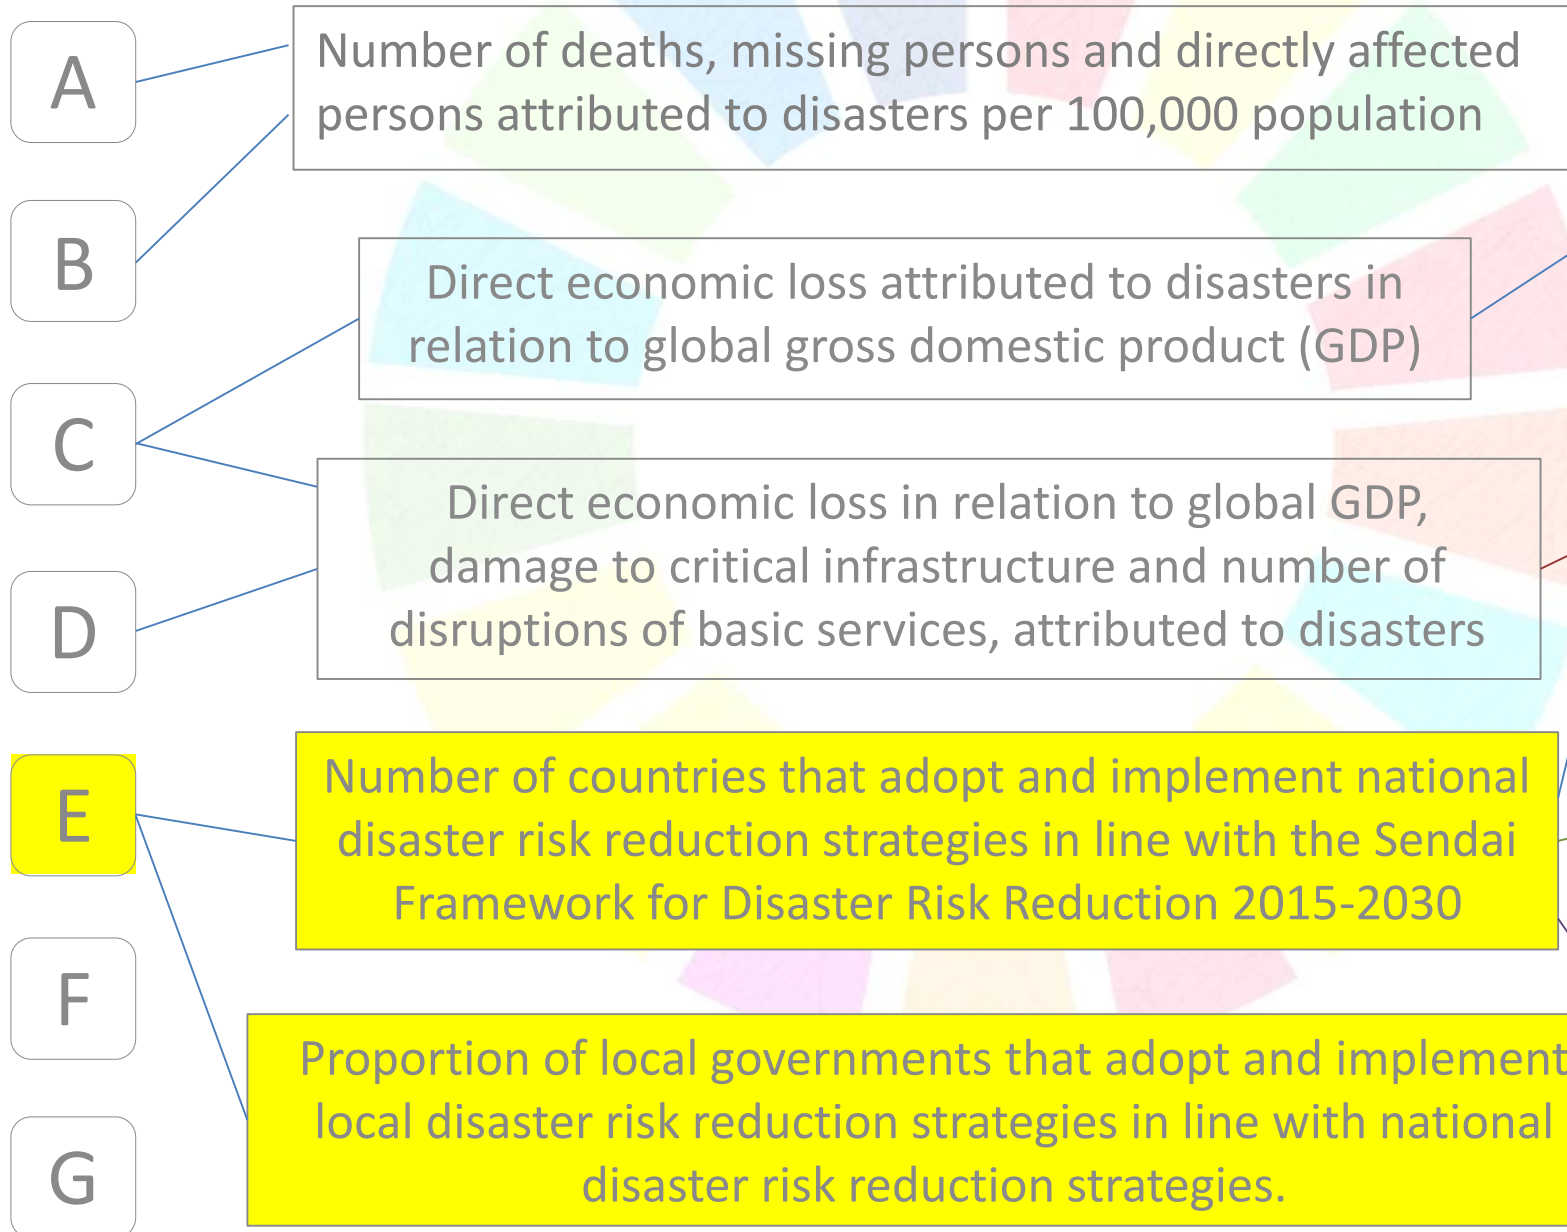 A
Number of deaths, missing persons and directly affected
persons attributed to disasters per 100,000 population
B
Direct economic loss attributed to disasters in
relation to global gross domestic product (GDP)
C
Direct economic loss in relation to global GDP,
damage to critical infrastructure and number of
disruptions of basic services, attributed to disasters
D
E
Number of countries that adopt and implement national
disaster risk reduction strategies in line with the Sendai
Framework for Disaster Risk Reduction 2015-2030
F
Proportion of local governments that adopt and implement
local disaster risk reduction strategies in line with national
disaster risk reduction strategies.
G